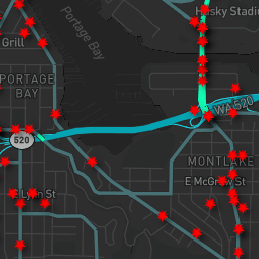 Husky Stadiu
Portage Bay
Grill
PORTAGE
BAY
WA 520
520
MONTLAKE
E McGraw St
E Lynn St